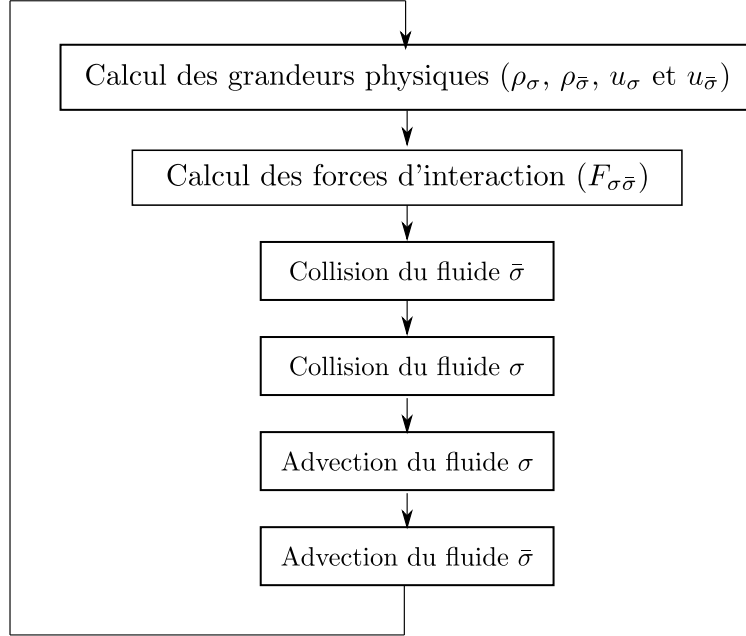 Calcul des grandeurs physiques (ρσ, ρσ̄, uσ et uσ̄)
Calcul des forces d'interaction (Fσσ̄)
Collision du fluide σ̄
Collision du fluide σ
Advection du fluide σ
Advection du fluide σ̄